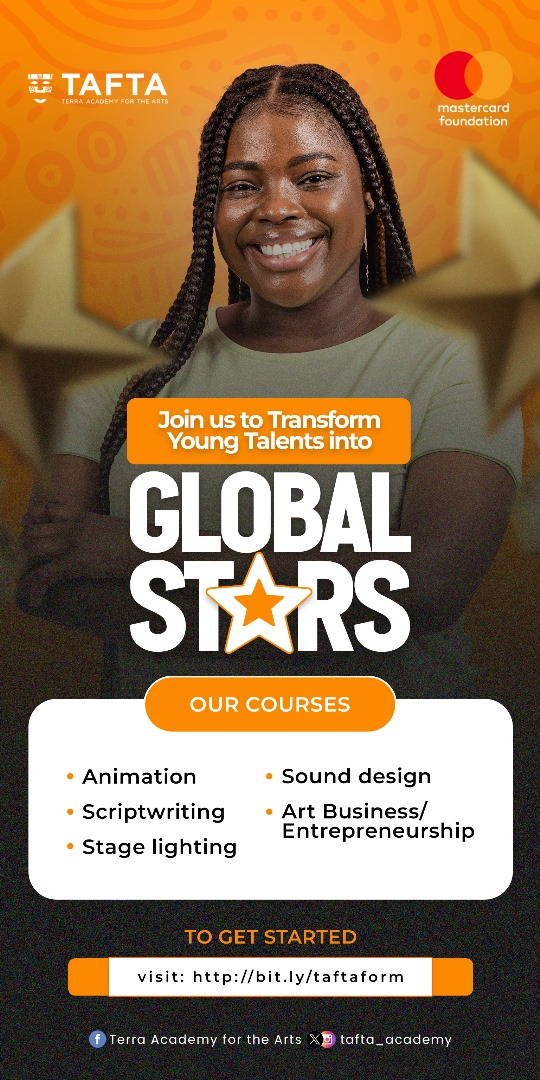 TAFTA
TERRA ACADEMY FOR THE ARTS
mastercard
foundation
Join us to Transform
Young Talents into
GLOBAL
STARS
OUR COURSES
• Animation
• Scriptwriting
• Stage lighting
• Sound design
• Art Business/
Entrepreneurship
TO GET STARTED
visit: http://bit.ly/taftaform
Terra Academy for the Arts tafta_academy